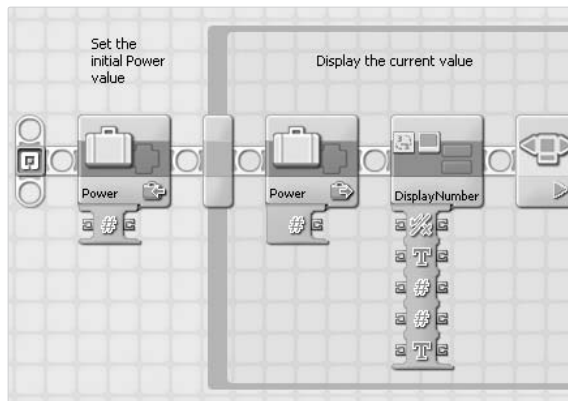 Set the
initial Power
value
Display the current value
Power
Power
DisplayNumber
#
#
T
#
#
T